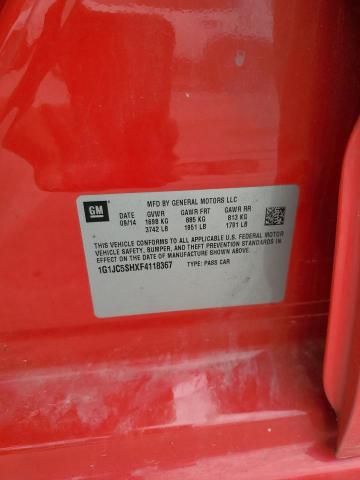 GM
MFD BY GENERAL MOTORS LLC
DATE GVWR GAWR FRT GAWR RR
09/14 1698 KG 885 KG 813 KG
3742 LB 1951 LB 1791 LB
THIS VEHICLE CONFORMS TO ALL APPLICABLE U.S. FEDERAL MOTOR
VEHICLE SAFETY, BUMPER, AND THEFT PREVENTION STANDARDS
IN EFFECT ON THE DATE OF MANUFACTURE SHOWN ABOVE.
1G1JC5SHXF4118367 TYPE: PASS CAR